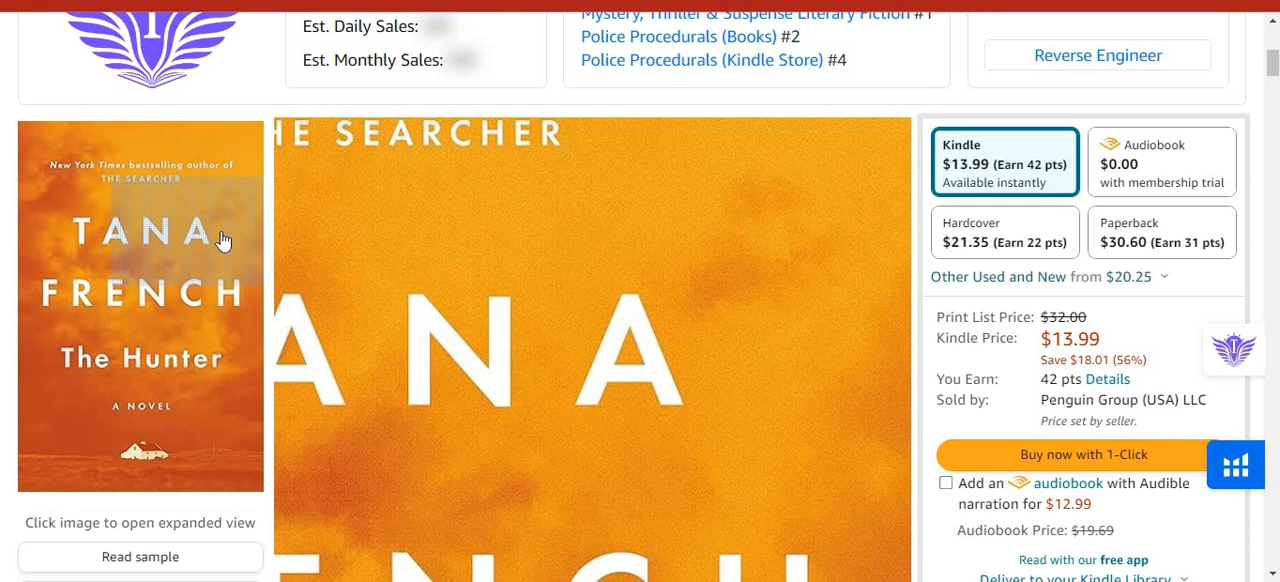 Est. Daily Sales:
Est. Monthly Sales:
Mystery, Thriller & Suspense Literary Fiction #1
Police Procedurals (Books) #2
Police Procedurals (Kindle Store) #4
Reverse Engineer
New York Times bestselling author of
THE SEARCHER
TANA
FRENCH
The Hunter
A NOVEL
Click image to open expanded view
Read sample
HE SEARCHER
ANA
ENCH
Kindle
$13.99 (Earn 42 pts)
Available instantly
Audiobook
$0.00
with membership trial
Hardcover
$21.35 (Earn 22 pts)
Paperback
$30.60 (Earn 31 pts)
Other Used and New from $20.25
Print List Price: $32.00
Kindle Price: $13.99
Save $18.01 (56%)
You Earn: 42 pts Details
Sold by: Penguin Group (USA) LLC
Price set by seller.
Buy now with 1-Click
Add an audiobook with Audible
narration for $12.99
Audiobook Price: $19.69
Read with our free app
Deliver to your Kindle Library